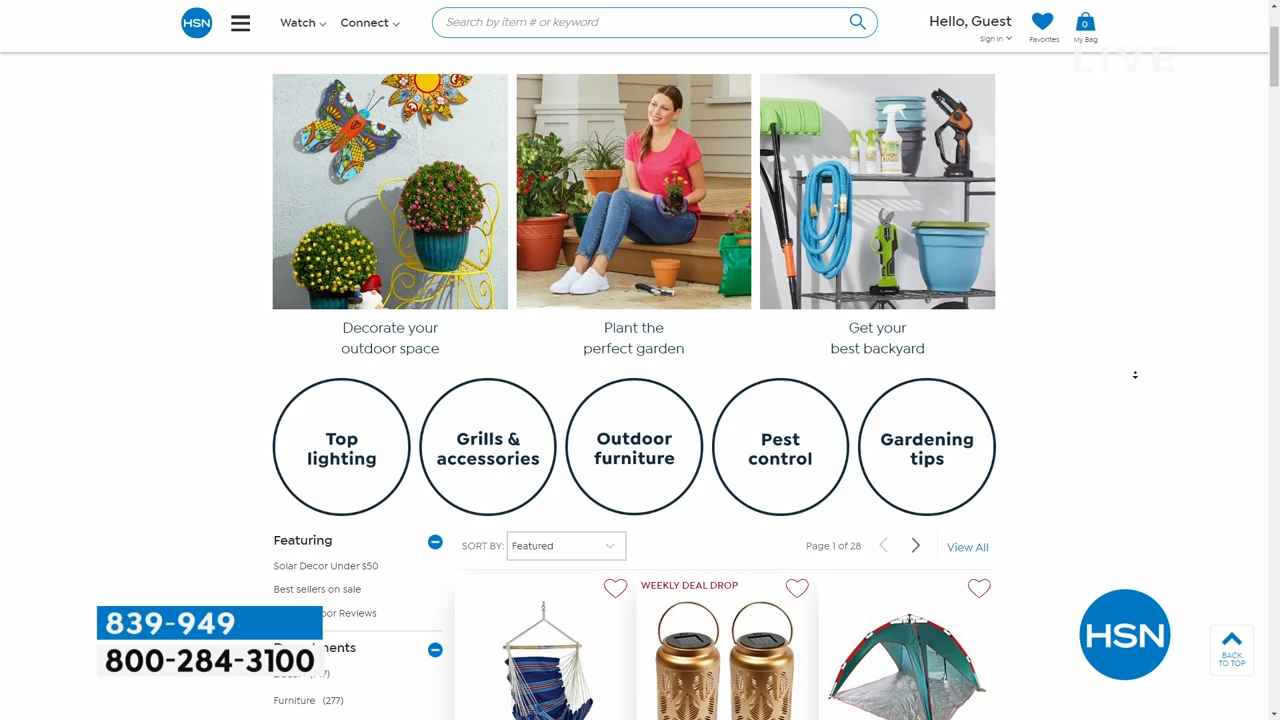 HSN
Watch
Connect
Search by item # or keyword
Hello, Guest
Sign In
Favorites
0
My Bag
LIVE
Decorate your
outdoor space
Plant the
perfect garden
Get your
best backyard
Top
lighting
Grills &
accessories
Outdoor
furniture
Pest
control
Gardening
tips
Featuring
Solar Decor Under $50
Best sellers on sale
Reviews
SORT BY:
Featured
Page 1 of 28
View All
WEEKLY DEAL DROP
Furniture (277)
839-949
800-284-3100
HSN
BACK
TO TOP